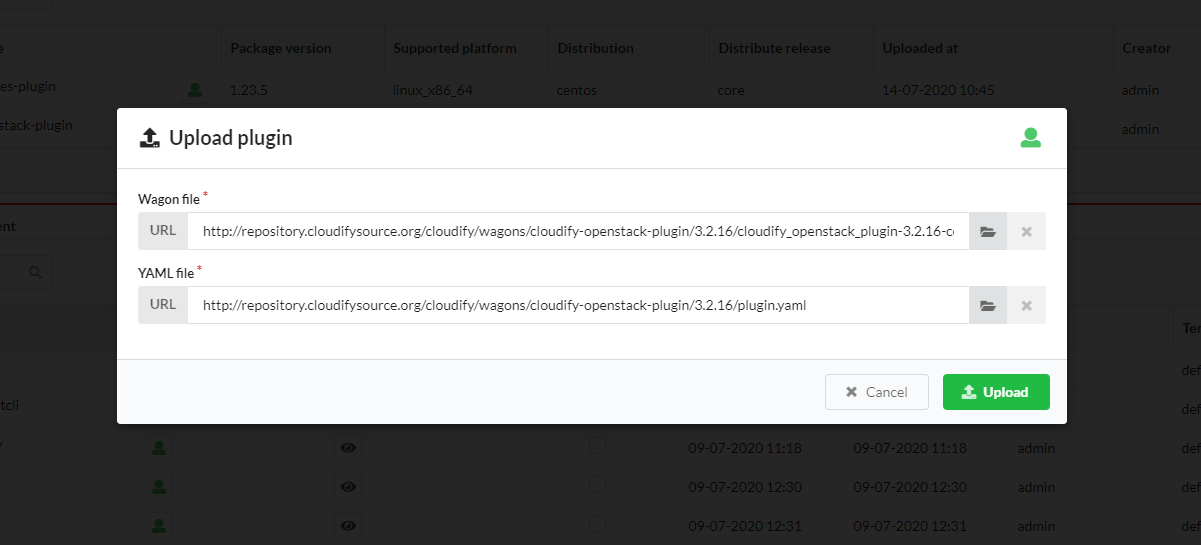 Package version Supported platform Distribution Distribute release Uploaded at Creator
es-plugin 1.23.5 linux_x86_64 centos core 14-07-2020 10:45 admin
stack-plugin admin
Upload plugin
Wagon file *
URL http://repository.cloudifysource.org/cloudify/wagons/cloudify-openstack-plugin/3.2.16/cloudify_openstack_plugin-3.2.16-c
YAML file *
URL http://repository.cloudifysource.org/cloudify/wagons/cloudify-openstack-plugin/3.2.16/plugin.yaml
ent
Ter
def
Cancel Upload
tcli def
09-07-2020 11:18 09-07-2020 11:18 admin def
09-07-2020 12:30 09-07-2020 12:30 admin def
09-07-2020 12:31 09-07-2020 12:31 admin def